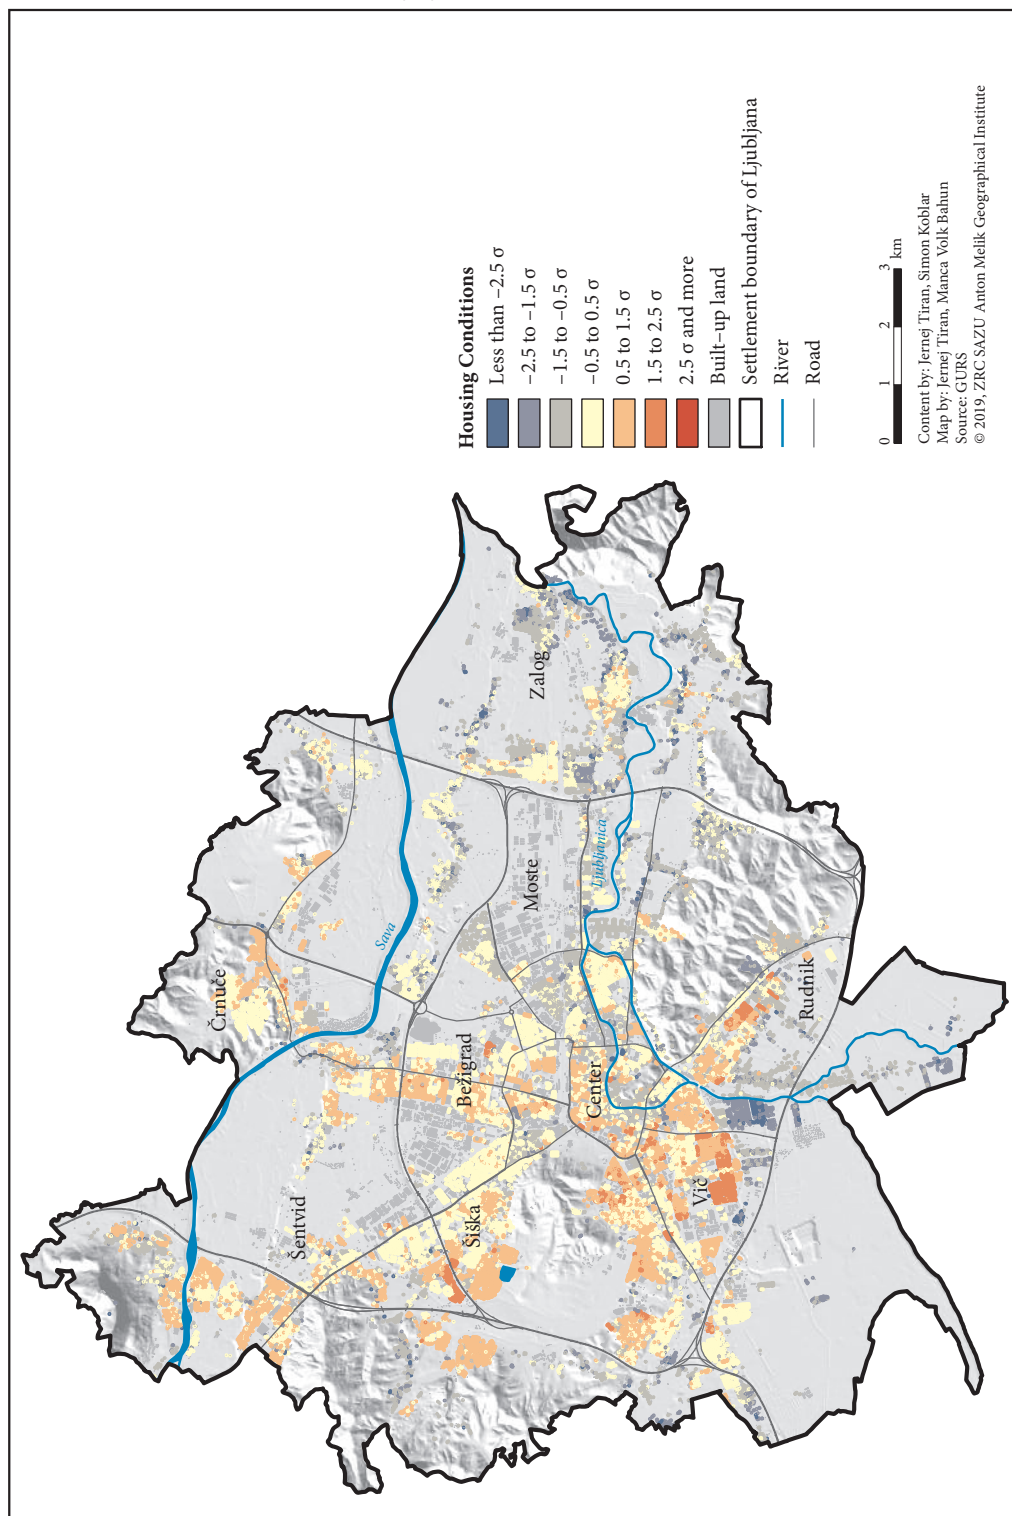 Housing Conditions
Less than −2.5 σ
−2.5 to −1.5 σ
−1.5 to −0.5 σ
−0.5 to 0.5 σ
0.5 to 1.5 σ
1.5 to 2.5 σ
2.5 σ and more
Built−up land
Settlement boundary of Ljubljana
River
Road
0 1 2 3
km
Content by: Jernej Tiran, Simon Koblar
Map by: Jernej Tiran, Manca Volk Bahun
Source: GURS
© 2019, ZRC SAZU Anton Melik Geographical Institute
Črnuče
Sava
Šentvid
Bežigrad
Šiška
Center
Moste
Ljubljanica
Zalog
Vič
Rudnik